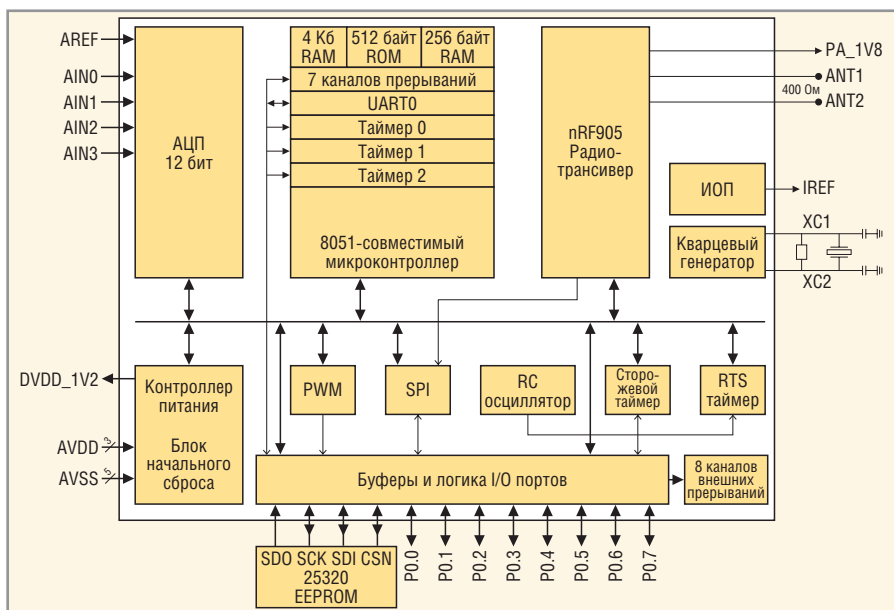 AREF
AIN0
AIN1
AIN2
AIN3
АЦП
12 бит
4 Кб
RAM
512 байт
ROM
256 байт
RAM
7 каналов прерываний
UART0
Таймер 0
Таймер 1
Таймер 2
8051-совместимый
микроконтроллер
nRF905
Радио-
трансивер
PA_1V8
ANT1
400 Ом
ANT2
ИОП
IREF
Кварцевый
генератор
XC1
XC2
DVDD_1V2
AVDD
3
AVSS
5
Контроллер
питания
Блок
начального
сброса
PWM
SPI
RC
осциллятор
Сторо-
жевой
таймер
RTS
таймер
Буферы и логика I/O портов
8 каналов
внешних
прерываний
SDO SCK SDI CSN
25320
EEPROM
P0.0
P0.1
P0.2
P0.3
P0.4
P0.5
P0.6
P0.7